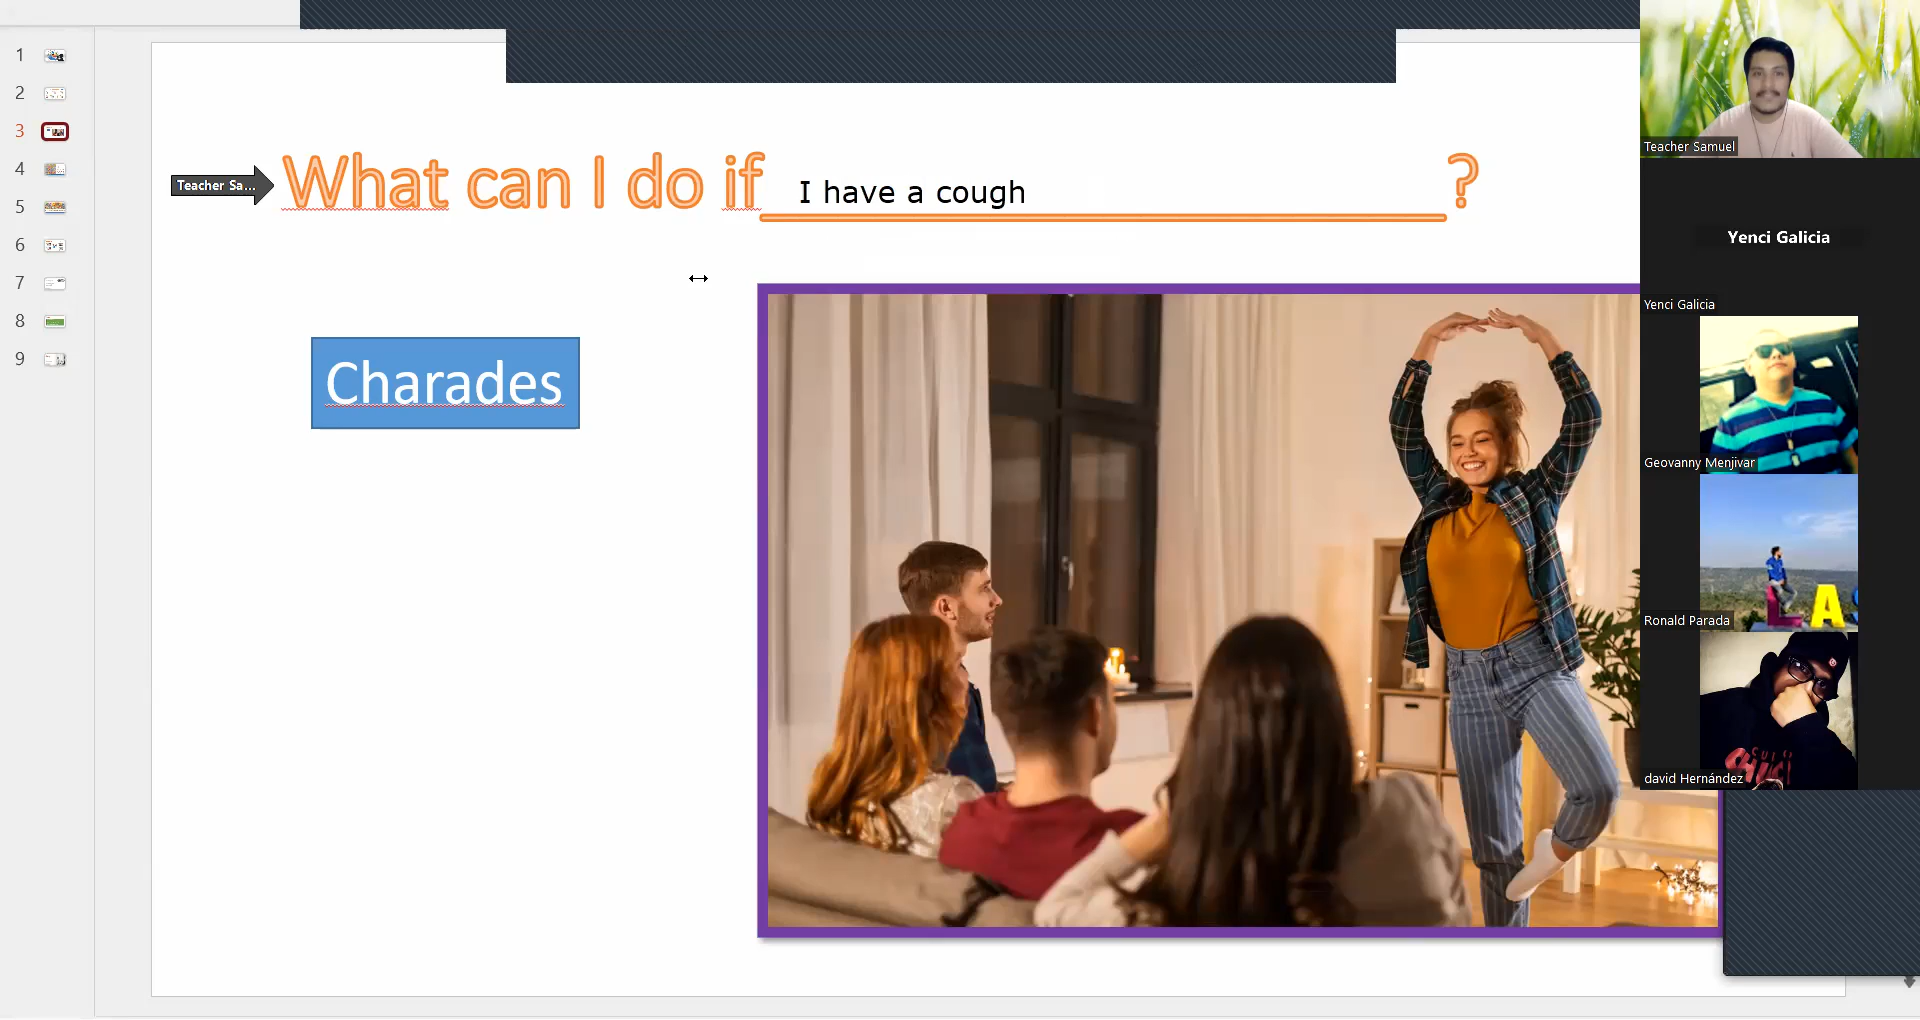 1
2
3
4
5
6
7
8
9
Teacher Sa...
What can I do if I have a cough ?
Charades
Teacher Samuel
Yenci Galicia
Yenci Galicia
Geovanny Menjivar
Ronald Parada
david Hernández